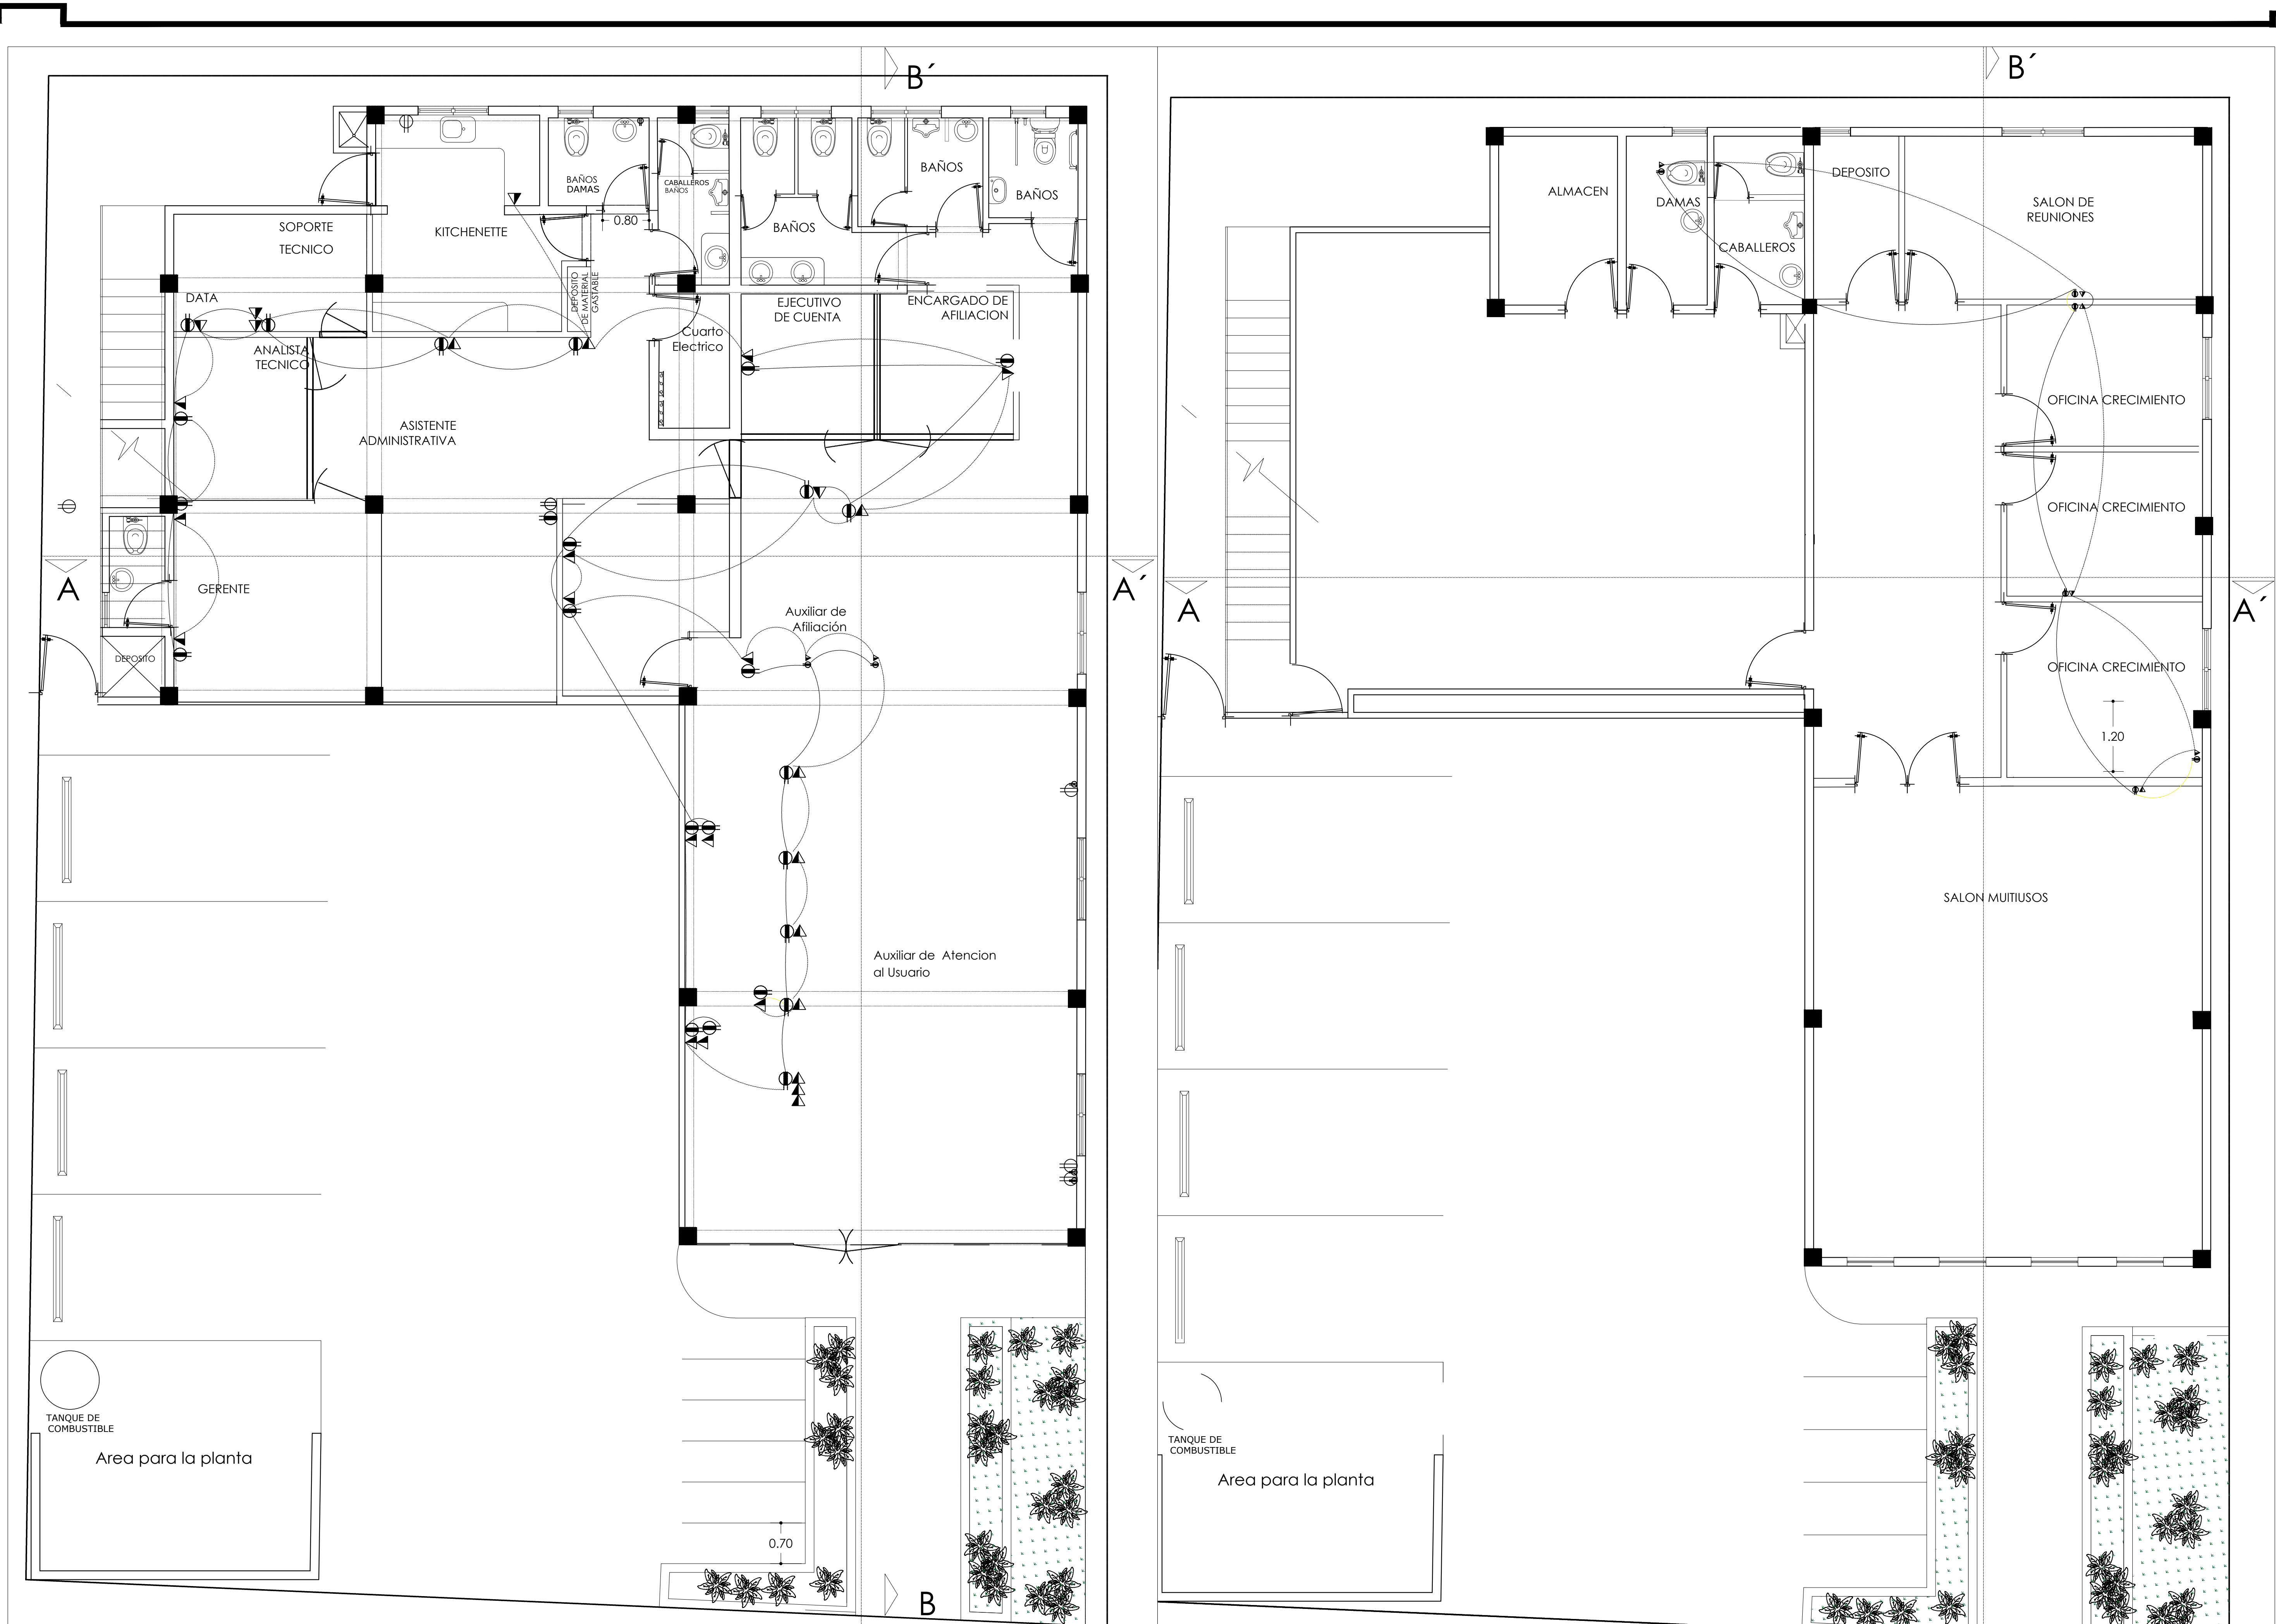 B´
BAÑOS
DAMAS
CABALLEROS
BAÑOS
BAÑOS
BAÑOS
BAÑOS
0.80
SOPORTE
TECNICO
KITCHENETTE
DEPOSITO
DE MATERIAL
GASTABLE
DATA
EJECUTIVO
DE CUENTA
ENCARGADO DE
AFILIACION
Cuarto
Electrico
ANALISTA
TECNICO
ASISTENTE
ADMINISTRATIVA
A
A´
GERENTE
DEPOSITO
Auxiliar de
Afiliación
Auxiliar de Atencion
al Usuario
TANQUE DE
COMBUSTIBLE
Area para la planta
0.70
B
B´
ALMACEN
DAMAS
CABALLEROS
DEPOSITO
SALON DE
REUNIONES
OFICINA CRECIMIENTO
OFICINA CRECIMIENTO
A
A´
OFICINA CRECIMIENTO
1.20
SALON MUITIUSOS
TANQUE DE
COMBUSTIBLE
Area para la planta